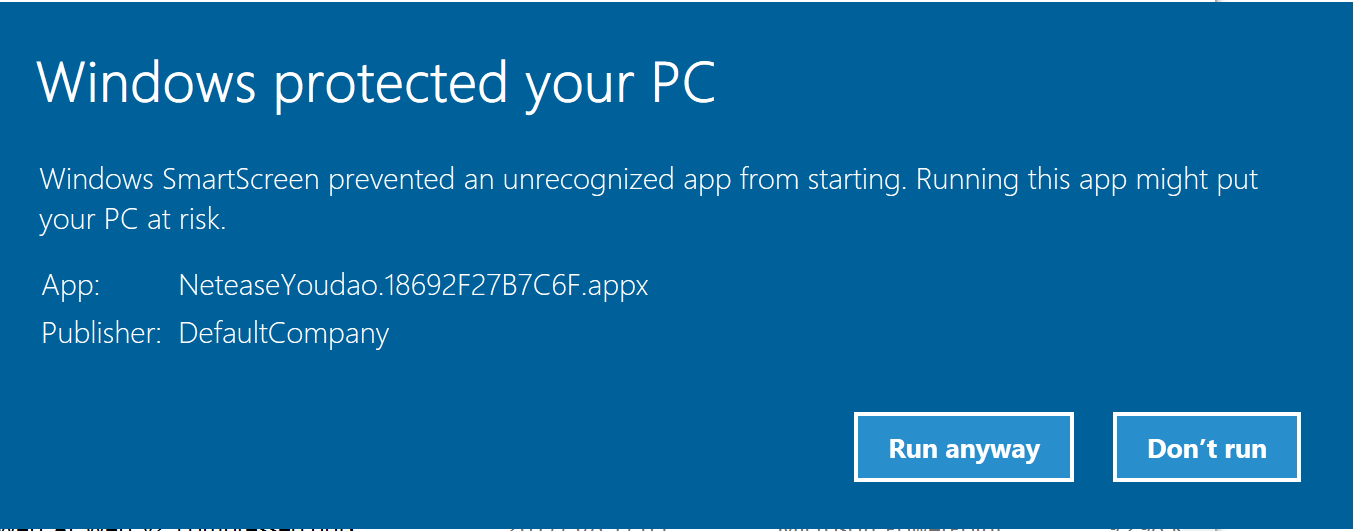 Windows protected your PC
Windows SmartScreen prevented an unrecognized app from starting. Running this app might put
your PC at risk.
App: NeteaseYoudao.18692F27B7C6F.appx
Publisher: DefaultCompany
Run anyway Don’t run